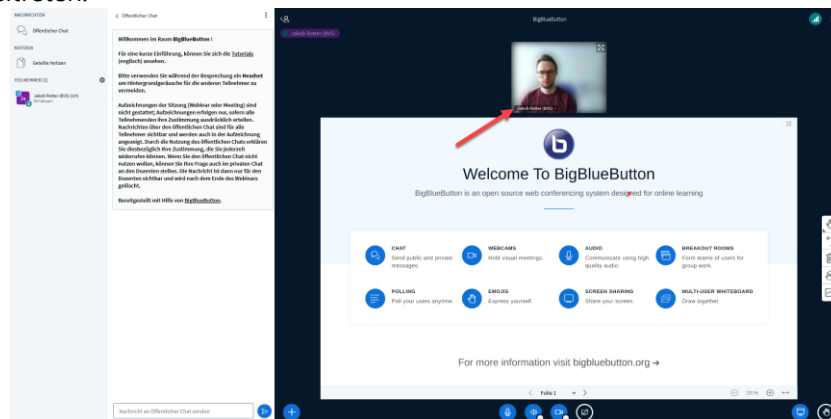 NACHRICHTEN
Öffentlicher Chat
NOTIZEN
Geteilte Notizen
TEILNEHMER (1)
Öffentlicher Chat
Willkommen im Raum BigBlueButton !
Für eine kurze Einführung, können Sie sich die Tutorials
(englisch) ansehen.
Bitte verwenden Sie während der Besprechung ein Headset
um Hintergrundgeräusche für die anderen Teilnehmer zu
vermeiden.
Aufzeichnungen der Sitzung (Webinar oder Meeting) sind
nicht gestattet; Aufzeichnungen erfolgen nur, sofern alle
Teilnehmenden ihre Zustimmung ausdrücklich erteilen.
Nachrichten über den öffentlichen Chat sind für alle
Teilnehmer sichtbar und werden auch in der Aufzeichnung
angezeigt. Durch die Nutzung des öffentlichen Chats erklären
Sie diesbezüglich Ihre Zustimmung, die Sie jederzeit
widerrufen können. Wenn Sie den öffentlichen Chat nicht
nutzen wollen, können Sie Ihre Frage auch im privaten Chat
an den Dozenten stellen. Die Nachricht ist dann nur für den
Dozenten sichtbar und wird nach dem Ende des Webinars
gelöscht.
Bereitgestellt mit Hilfe von BigBlueButton.
Nachricht an Öffentlicher Chat senden
BigBlueButton
Jakob Rotter (BVS)
Jakob Rotter (BVS)
Welcome To BigBlueButton
BigBlueButton is an open source web conferencing system designed for online learning
CHAT
Send public and private
messages.
WEBCAMS
Hold visual meetings.
AUDIO
Communicate using high
quality audio.
BREAKOUT ROOMS
Form teams of users for
group work.
POLLING
Poll your users anytime.
EMOJIS
Express yourself.
SCREEN SHARING
Share your screen.
MULTI-USER WHITEBOARD
Draw together.
For more information visit bigbluebutton.org →
Folie 1
100%